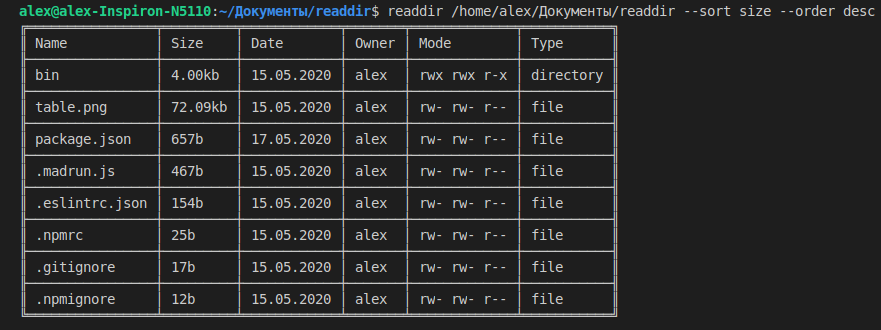 alex@alex-Inspiron-N5110:~/Документы/readdir$ readdir /home/alex/Документы/readdir --sort size --order desc
Name Size Date Owner Mode Type
bin 4.00kb 15.05.2020 alex rwx rwx r-x directory
table.png 72.09kb 15.05.2020 alex rw- rw- r-- file
package.json 657b 17.05.2020 alex rw- rw- r-- file
.madrun.js 467b 15.05.2020 alex rw- rw- r-- file
.eslintrc.json 154b 15.05.2020 alex rw- rw- r-- file
.npmrc 25b 15.05.2020 alex rw- rw- r-- file
.gitignore 17b 15.05.2020 alex rw- rw- r-- file
.npmignore 12b 15.05.2020 alex rw- rw- r-- file